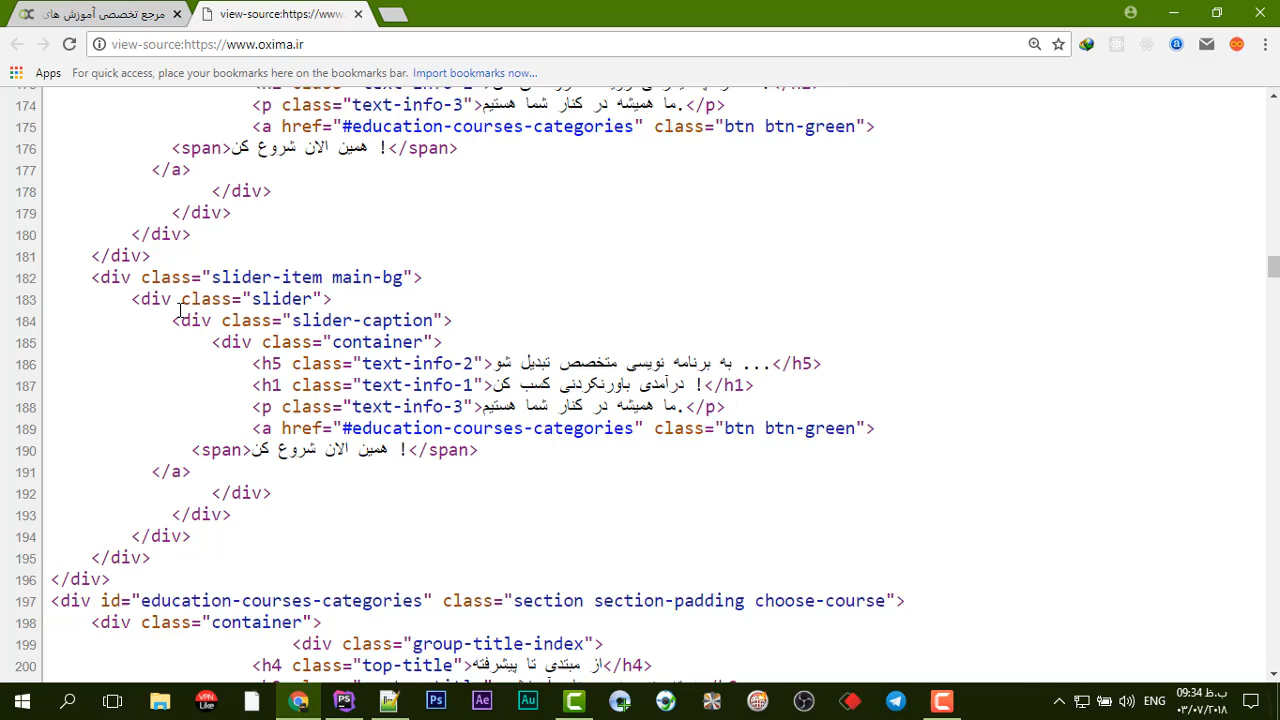 مرجع تخصصی آموزش های
view-source:https://www.
view-source:https://www.oxima.ir
Apps For quick access, place your bookmarks here on the bookmarks bar. Import bookmarks now...
174 <p class="text-info-3">ما همیشه در کنار شما هستیم.</p>
175 <a href="#education-courses-categories" class="btn btn-green">
176 <span>همین الان شروع کن !</span>
177 </a>
178 </div>
179 </div>
180 </div>
181 </div>
182 <div class="slider-item main-bg">
183 <div class="slider">
184 <div class="slider-caption">
185 <div class="container">
186 <h5 class="text-info-2">به برنامه نویسی متخصص تبدیل شو ...</h5>
187 <h1 class="text-info-1">درآمدی باورنکردنی کسب کن !</h1>
188 <p class="text-info-3">ما همیشه در کنار شما هستیم.</p>
189 <a href="#education-courses-categories" class="btn btn-green">
190 <span>همین الان شروع کن !</span>
191 </a>
192 </div>
193 </div>
194 </div>
195 </div>
196 </div>
197 <div id="education-courses-categories" class="section section-padding choose-course">
198 <div class="container">
199 <div class="group-title-index">
200 <h4 class="top-title">از مبتدی تا پیشرفته</h4>
VPN Like
Ps
Ae
Au
ENG
09:34 ب.ظ
۰۳/۰۷/۲۰۱۸